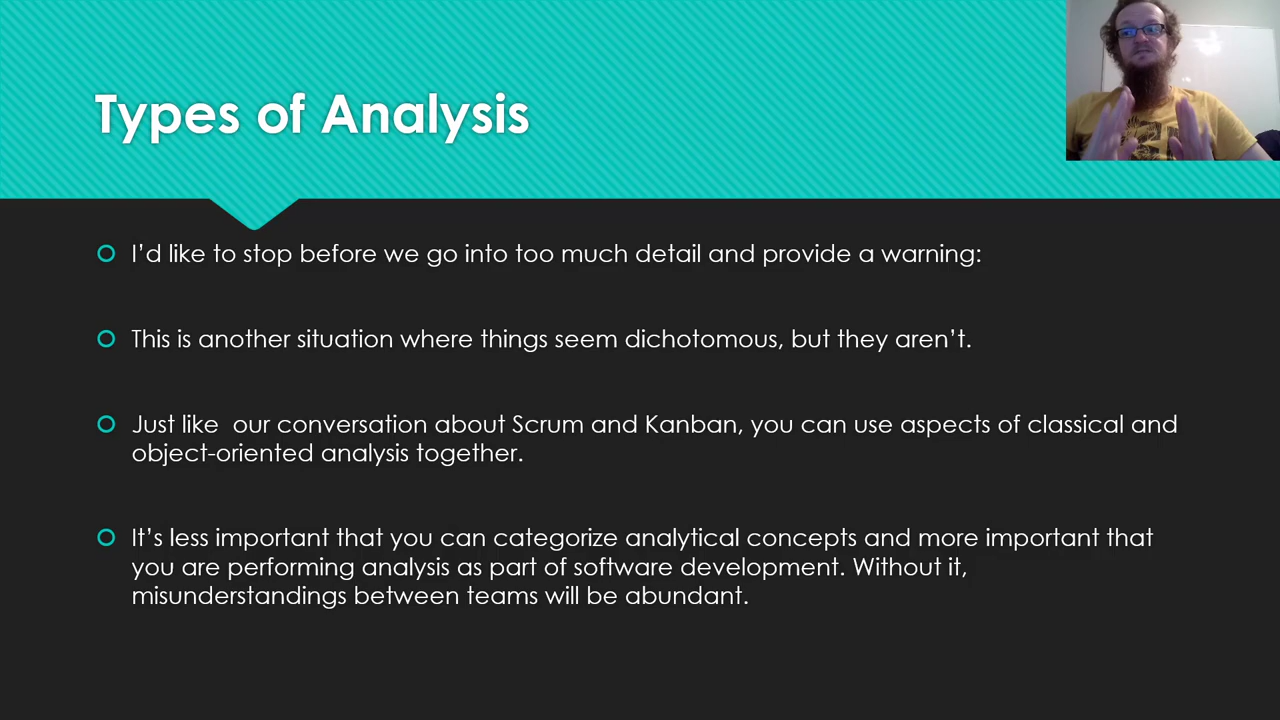 Types of Analysis
I’d like to stop before we go into too much detail and provide a warning:
This is another situation where things seem dichotomous, but they aren’t.
Just like  our conversation about Scrum and Kanban, you can use aspects of classical and
object-oriented analysis together.
It’s less important that you can categorize analytical concepts and more important that
you are performing analysis as part of software development. Without it,
misunderstandings between teams will be abundant.